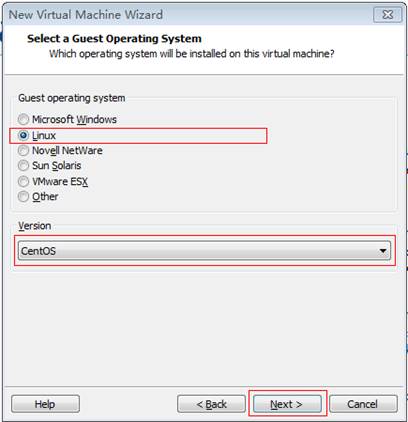 New Virtual Machine Wizard
Select a Guest Operating System
Which operating system will be installed on this virtual machine?
Guest operating system
Microsoft Windows
Linux
Novell NetWare
Sun Solaris
VMware ESX
Other
Version
CentOS
Help
< Back
Next >
Cancel